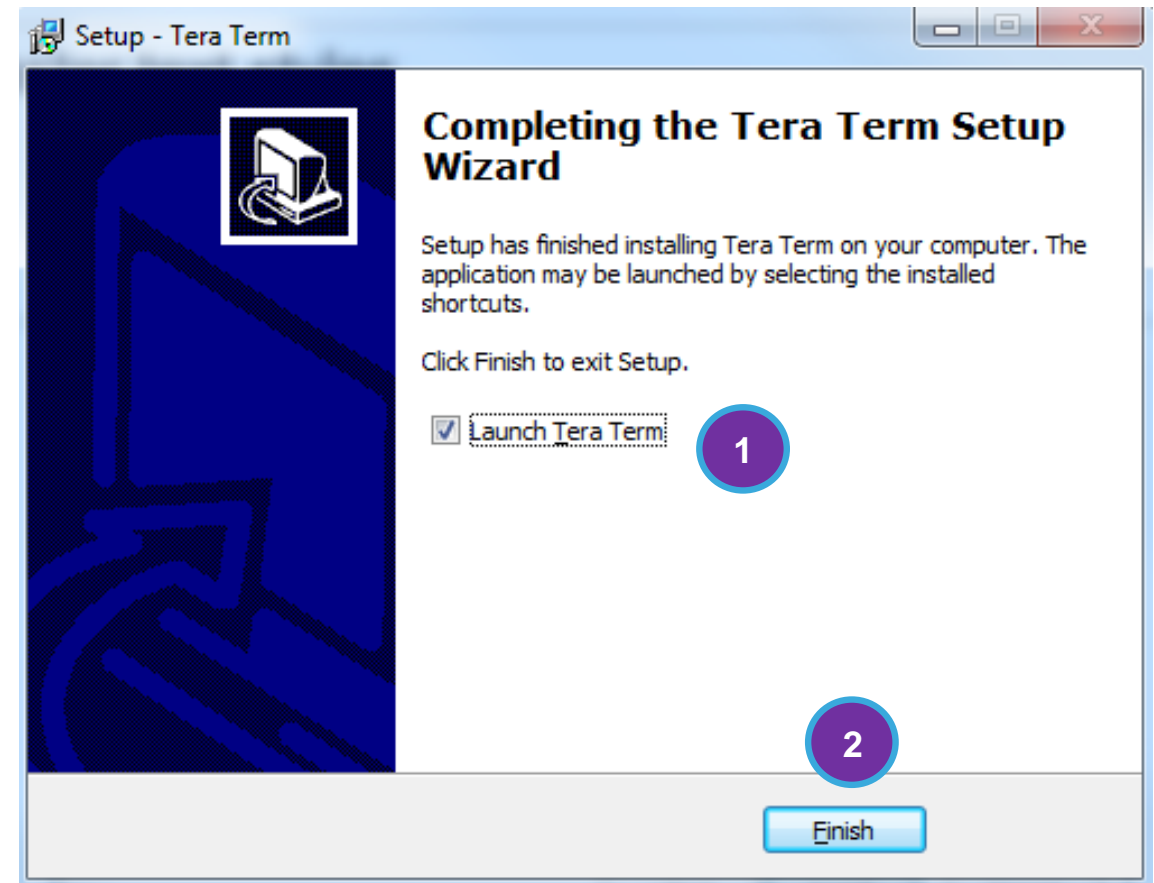 Setup - Tera Term
Completing the Tera Term Setup
Wizard
Setup has finished installing Tera Term on your computer. The
application may be launched by selecting the installed
shortcuts.
Click Finish to exit Setup.
Launch Tera Term
1
2
Finish